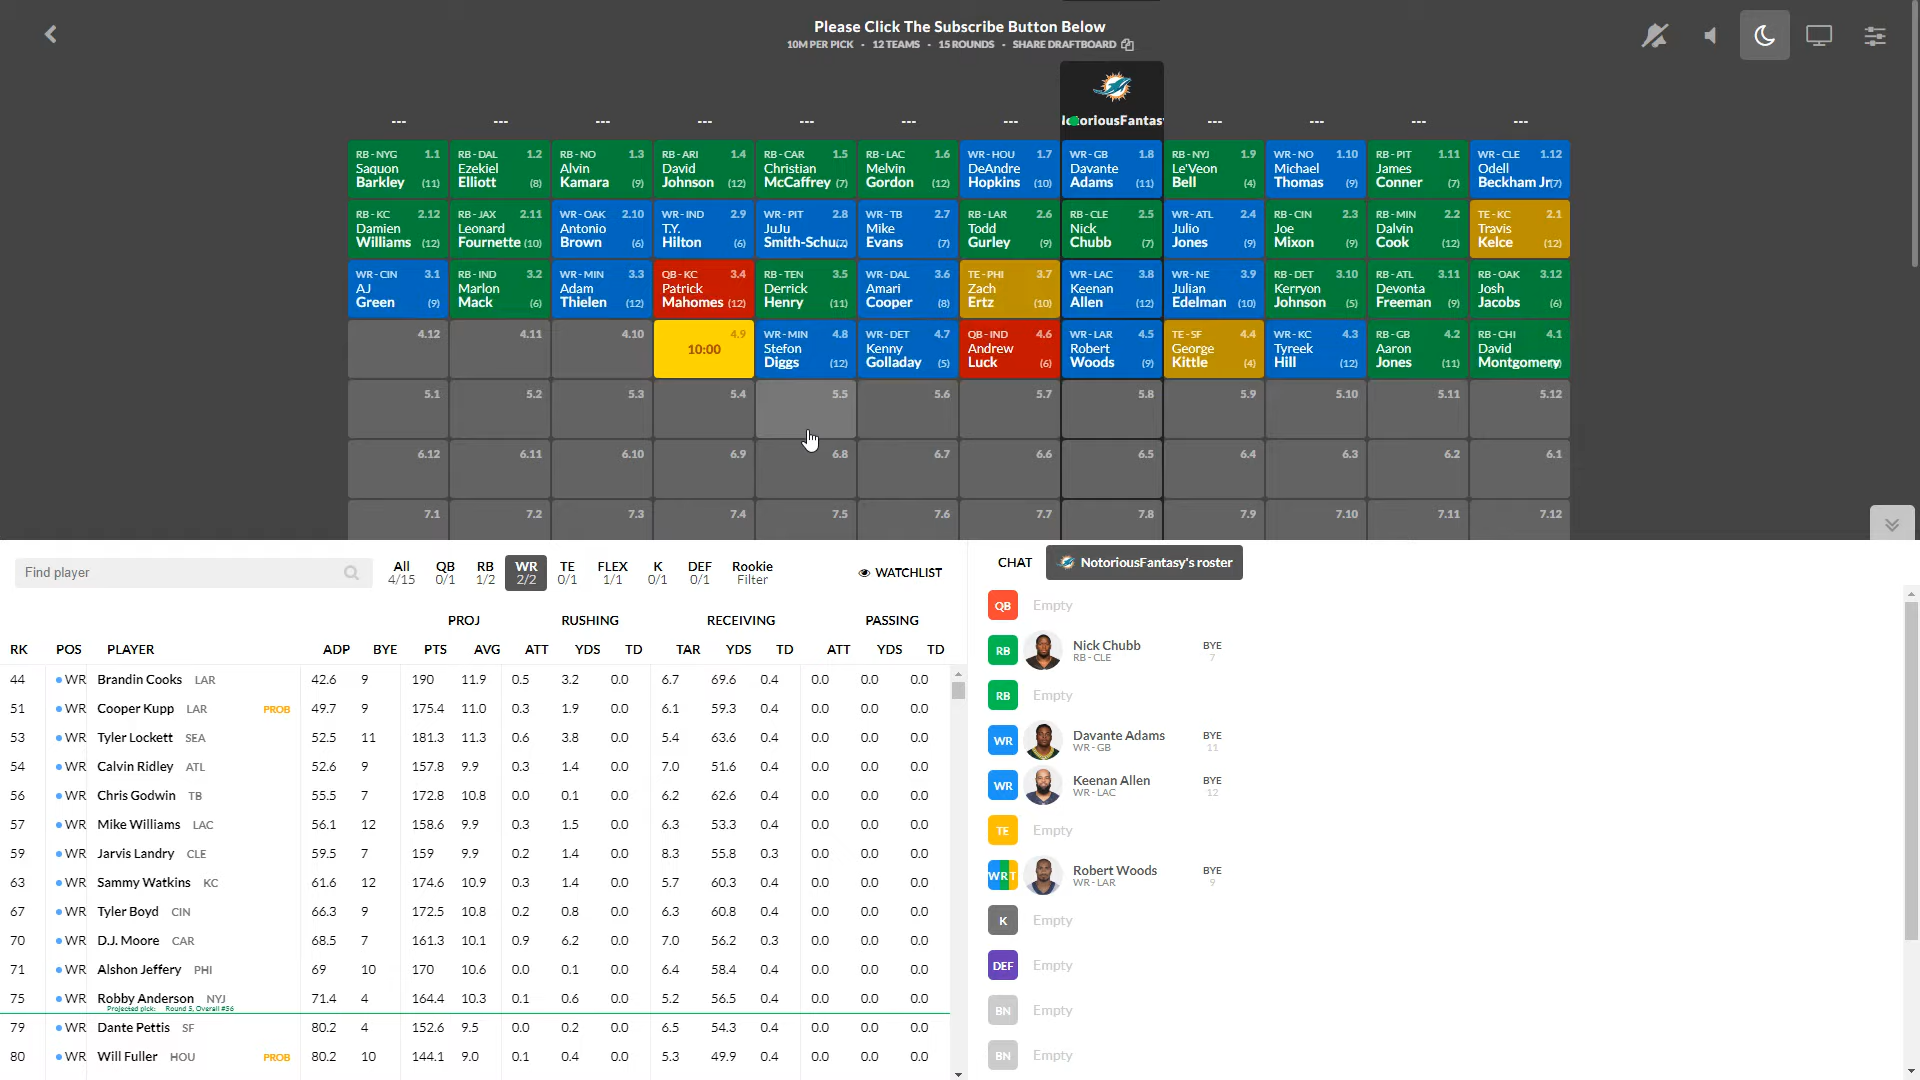 Please Click The Subscribe Button Below
10M PER PICK • 12 TEAMS • 15 ROUNDS • SHARE DRAFTBOARD
--- --- --- --- --- --- --- NotoriousFantasy --- --- --- ---
RB - NYG 1.1 RB - DAL 1.2 RB - NO 1.3 RB - ARI 1.4 RB - CAR 1.5 RB - LAC 1.6 WR - HOU 1.7 WR - GB 1.8 RB - NYJ 1.9 WR - NO 1.10 RB - PIT 1.11 WR - CLE 1.12
Saquon Ezekiel Alvin David Christian Melvin DeAndre Davante Le'Veon Michael James Odell
Barkley (11) Elliott (8) Kamara (9) Johnson (12) McCaffrey (7) Gordon (12) Hopkins (10) Adams (11) Bell (4) Thomas (9) Conner (7) Beckham Jr. (7)
RB - KC 2.12 RB - JAX 2.11 WR - OAK 2.10 WR - IND 2.9 WR - PIT 2.8 WR - TB 2.7 RB - LAR 2.6 RB - CLE 2.5 WR - ATL 2.4 RB - CIN 2.3 RB - MIN 2.2 TE - KC 2.1
Damien Leonard Antonio T.Y. JuJu Mike Todd Nick Julio Joe Dalvin Travis
Williams (12) Fournette (10) Brown (6) Hilton (6) Smith-Schu... (7) Evans (7) Gurley (9) Chubb (7) Jones (9) Mixon (9) Cook (12) Kelce (12)
WR - CIN 3.1 RB - IND 3.2 WR - MIN 3.3 QB - KC 3.4 RB - TEN 3.5 WR - DAL 3.6 TE - PHI 3.7 WR - LAC 3.8 WR - NE 3.9 RB - DET 3.10 RB - ATL 3.11 RB - OAK 3.12
AJ Marlon Adam Patrick Derrick Amari Zach Keenan Julian Kerryon Devonta Josh
Green (9) Mack (6) Thielen (12) Mahomes (12) Henry (11) Cooper (8) Ertz (10) Allen (12) Edelman (10) Johnson (5) Freeman (9) Jacobs (6)
4.12 4.11 4.10 4.9 WR - MIN 4.8 WR - DET 4.7 QB - IND 4.6 WR - LAR 4.5 TE - SF 4.4 WR - KC 4.3 RB - GB 4.2 RB - CHI 4.1
10:00 Stefon Kenny Andrew Robert George Tyreek Aaron David
Diggs (12) Golladay (5) Luck (6) Woods (9) Kittle (4) Hill (12) Jones (11) Montgomery
5.1 5.2 5.3 5.4 5.5 5.6 5.7 5.8 5.9 5.10 5.11 5.12
6.12 6.11 6.10 6.9 6.8 6.7 6.6 6.5 6.4 6.3 6.2 6.1
7.1 7.2 7.3 7.4 7.5 7.6 7.7 7.8 7.9 7.10 7.11 7.12
Find player
All QB RB WR TE FLEX K DEF Rookie
4/15 0/1 1/2 2/2 0/1 1/1 0/1 0/1 Filter
WATCHLIST
PROJ RUSHING RECEIVING PASSING
RK POS PLAYER ADP BYE PTS AVG ATT YDS TD TAR YDS TD ATT YDS TD
44 WR Brandin Cooks LAR 42.6 9 190 11.9 0.5 3.2 0.0 6.7 69.6 0.4 0.0 0.0 0.0
51 WR Cooper Kupp LAR PROB 49.7 9 175.4 11.0 0.3 1.9 0.0 6.1 59.3 0.4 0.0 0.0 0.0
53 WR Tyler Lockett SEA 52.5 11 181.3 11.3 0.6 3.8 0.0 5.4 63.6 0.4 0.0 0.0 0.0
54 WR Calvin Ridley ATL 52.6 9 157.8 9.9 0.3 1.4 0.0 7.0 51.6 0.4 0.0 0.0 0.0
56 WR Chris Godwin TB 55.5 7 172.8 10.8 0.0 0.1 0.0 6.2 62.6 0.4 0.0 0.0 0.0
57 WR Mike Williams LAC 56.1 12 158.6 9.9 0.3 1.5 0.0 6.3 53.3 0.4 0.0 0.0 0.0
59 WR Jarvis Landry CLE 59.5 7 159 9.9 0.2 1.4 0.0 8.3 55.8 0.3 0.0 0.0 0.0
63 WR Sammy Watkins KC 61.6 12 174.6 10.9 0.3 1.4 0.0 5.7 60.3 0.4 0.0 0.0 0.0
67 WR Tyler Boyd CIN 66.3 9 172.5 10.8 0.2 0.8 0.0 6.3 60.8 0.4 0.0 0.0 0.0
70 WR D.J. Moore CAR 68.5 7 161.3 10.1 0.9 6.2 0.0 7.0 56.2 0.3 0.0 0.0 0.0
71 WR Alshon Jeffery PHI 69 10 170 10.6 0.0 0.1 0.0 6.4 58.4 0.4 0.0 0.0 0.0
75 WR Robby Anderson NYJ 71.4 4 164.4 10.3 0.1 0.6 0.0 5.2 56.5 0.4 0.0 0.0 0.0
Projected pick: Round 5, Overall #56
79 WR Dante Pettis SF 80.2 4 152.6 9.5 0.0 0.2 0.0 6.5 54.3 0.4 0.0 0.0 0.0
80 WR Will Fuller HOU PROB 80.2 10 144.1 9.0 0.1 0.4 0.0 5.3 49.9 0.4 0.0 0.0 0.0
CHAT NotoriousFantasy's roster
QB Empty
RB Nick Chubb BYE
RB - CLE 7
RB Empty
WR Davante Adams BYE
WR - GB 11
WR Keenan Allen BYE
WR - LAC 12
TE Empty
WRT Robert Woods BYE
WR - LAR 9
K Empty
DEF Empty
BN Empty
BN Empty